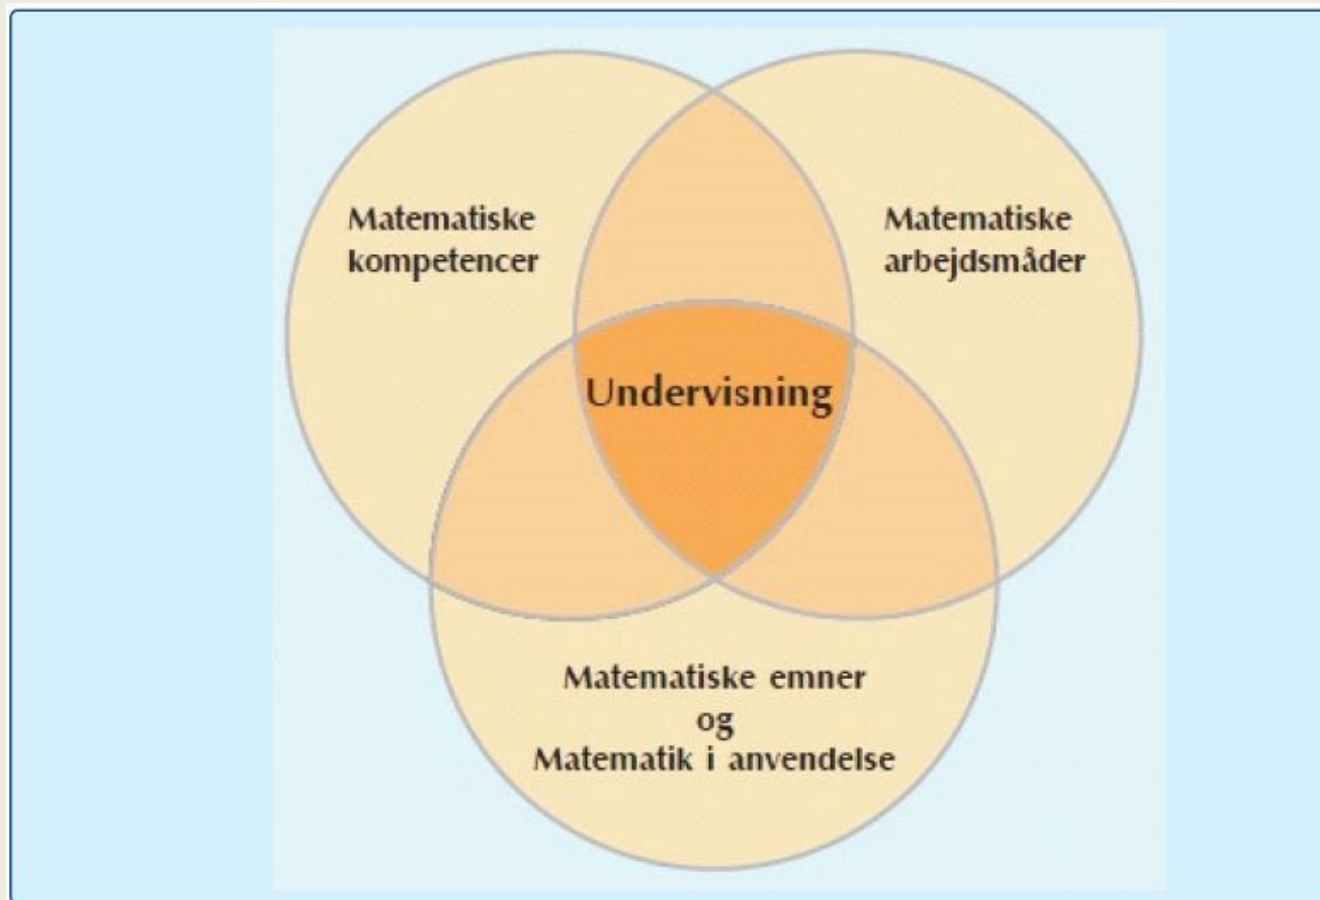 Matematiske
kompetencer
Matematiske
arbejdsmåder
Undervisning
Matematiske emner
og
Matematik i anvendelse